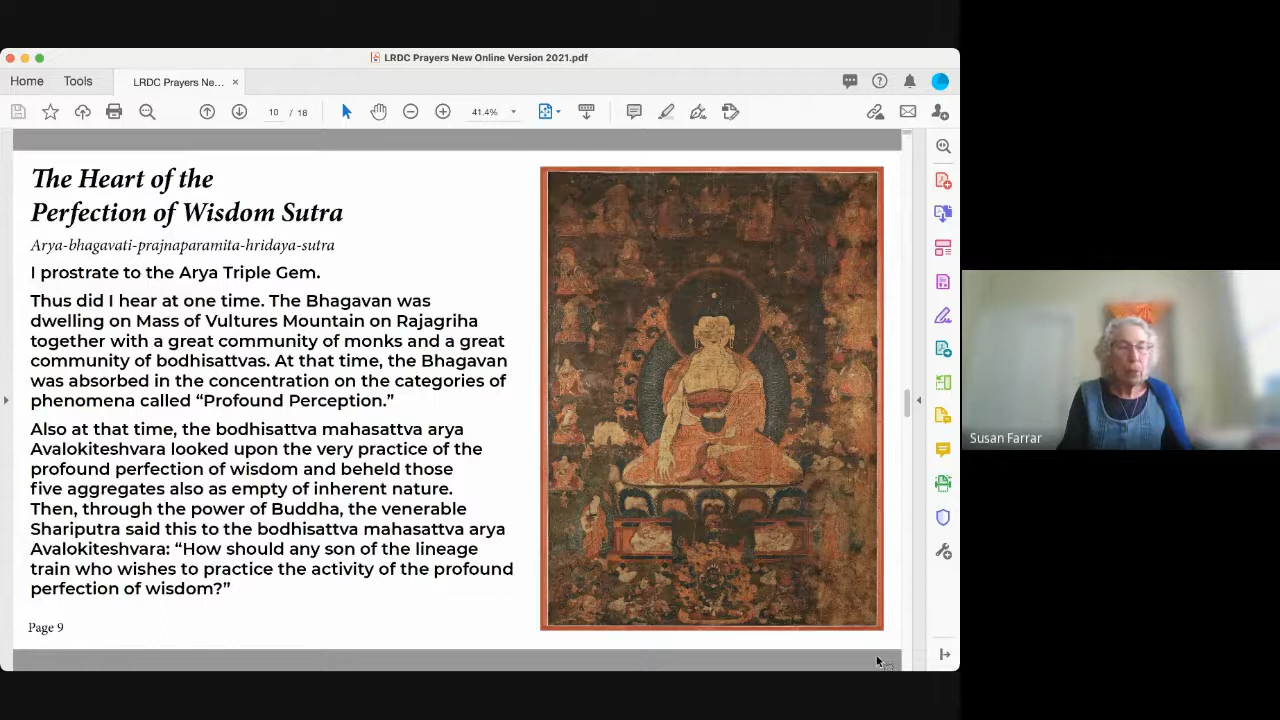 LRDC Prayers New Online Version 2021.pdf
Home
Tools
LRDC Prayers Ne...
10 / 18
41.4%
The Heart of the
Perfection of Wisdom Sutra
Arya-bhagavati-prajnaparamita-hridaya-sutra
I prostrate to the Arya Triple Gem.
Thus did I hear at one time. The Bhagavan was
dwelling on Mass of Vultures Mountain on Rajagriha
together with a great community of monks and a great
community of bodhisattvas. At that time, the Bhagavan
was absorbed in the concentration on the categories of
phenomena called “Profound Perception.”
Also at that time, the bodhisattva mahasattva arya
Avalokiteshvara looked upon the very practice of the
profound perfection of wisdom and beheld those
five aggregates also as empty of inherent nature.
Then, through the power of Buddha, the venerable
Shariputra said this to the bodhisattva mahasattva arya
Avalokiteshvara: “How should any son of the lineage
train who wishes to practice the activity of the profound
perfection of wisdom?”
Page 9
Susan Farrar